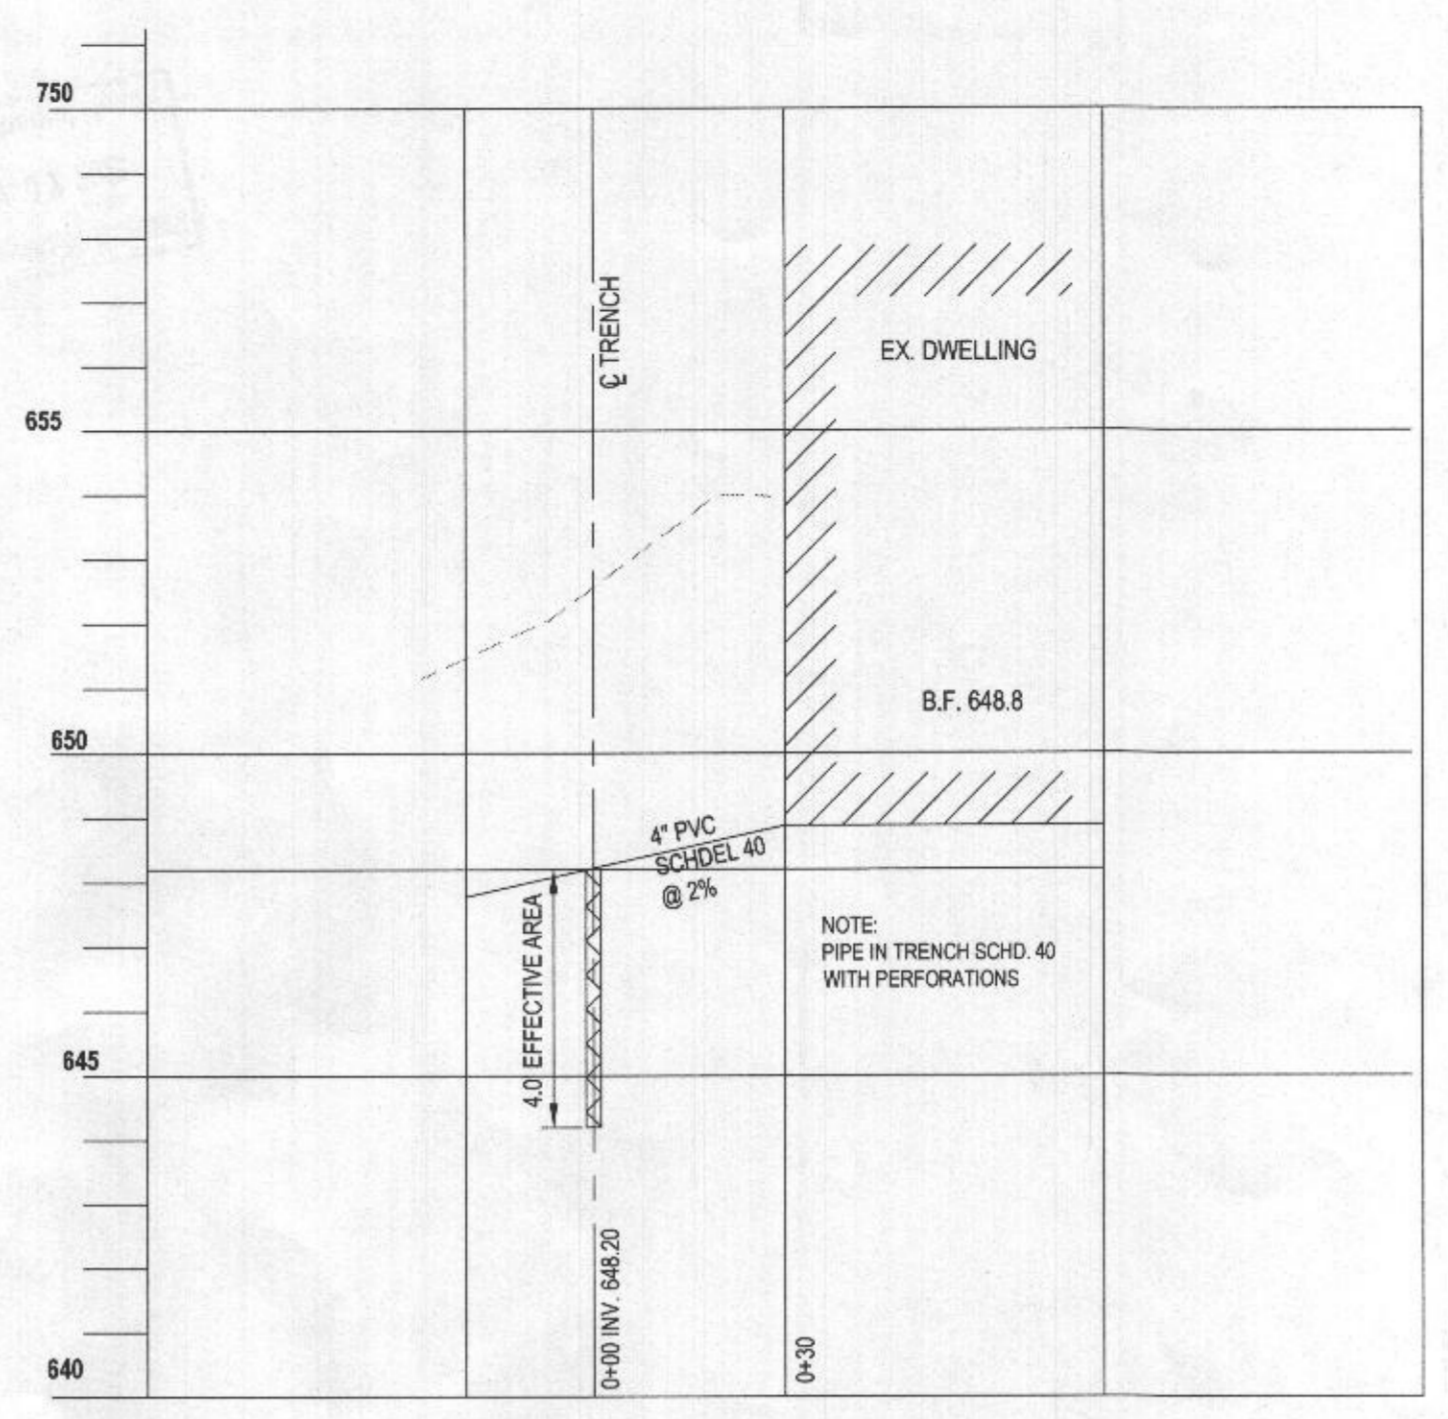 750
℄ TRENCH
EX. DWELLING
655
B.F. 648.8
650
4" PVC
SCHDEL 40
@ 2%
4.0' EFFECTIVE AREA
NOTE:
PIPE IN TRENCH SCHD. 40
WITH PERFORATIONS
645
0+00 INV. 648.20
0+30
640